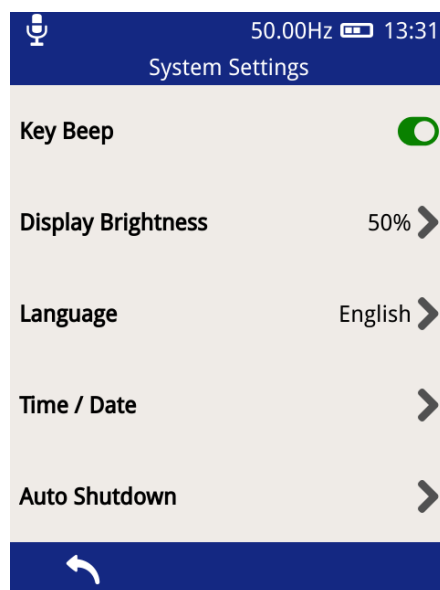 50.00Hz 13:31
System Settings
Key Beep
Display Brightness 50%
Language English
Time / Date
Auto Shutdown